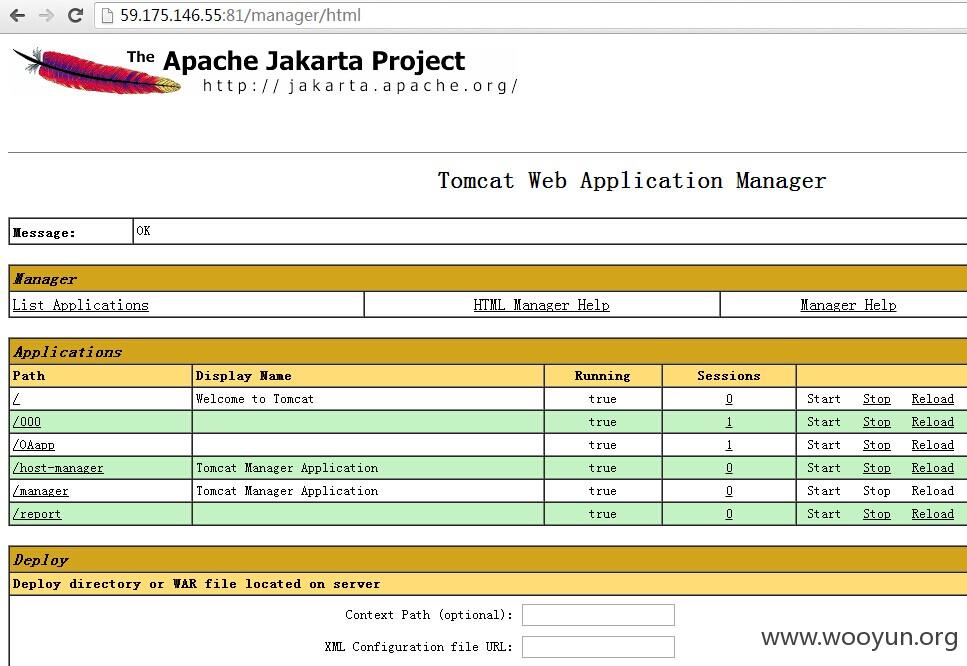 59.175.146.55:81/manager/html
The Apache Jakarta Project
http://jakarta.apache.org/
Tomcat Web Application Manager
Message: OK
Manager
List Applications HTML Manager Help Manager Help
Applications
Path Display Name Running Sessions
/ Welcome to Tomcat true 0 Start Stop Reload
/000 true 1 Start Stop Reload
/OAapp true 1 Start Stop Reload
/host-manager Tomcat Manager Application true 0 Start Stop Reload
/manager Tomcat Manager Application true 0 Start Stop Reload
/report true 0 Start Stop Reload
Deploy
Deploy directory or WAR file located on server
Context Path (optional):
XML Configuration file URL:
www.wooyun.org